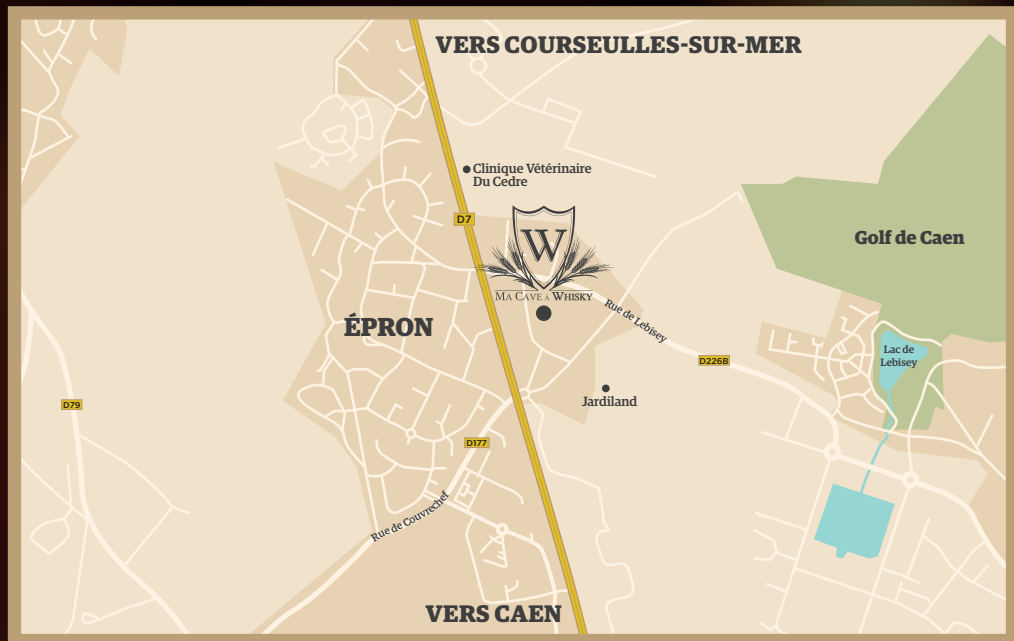 VERS COURSEULLES-SUR-MER
Clinique Vétérinaire
Du Cedre
D7
W
Golf de Caen
MA CAVE À WHISKY
Rue de Lebisey
ÉPRON
Lac de
Lebisey
D226B
D79
Jardiland
D177
Rue de Couvrechef
VERS CAEN